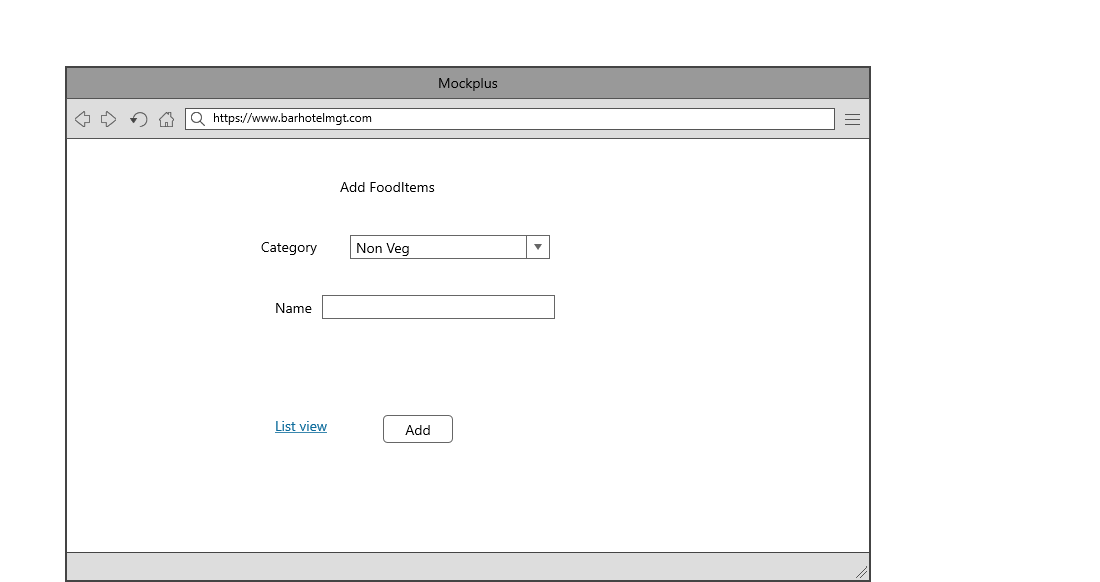 Mockplus
https://www.barhotelmgt.com
Add FoodItems
Category Non Veg
Name
List view Add